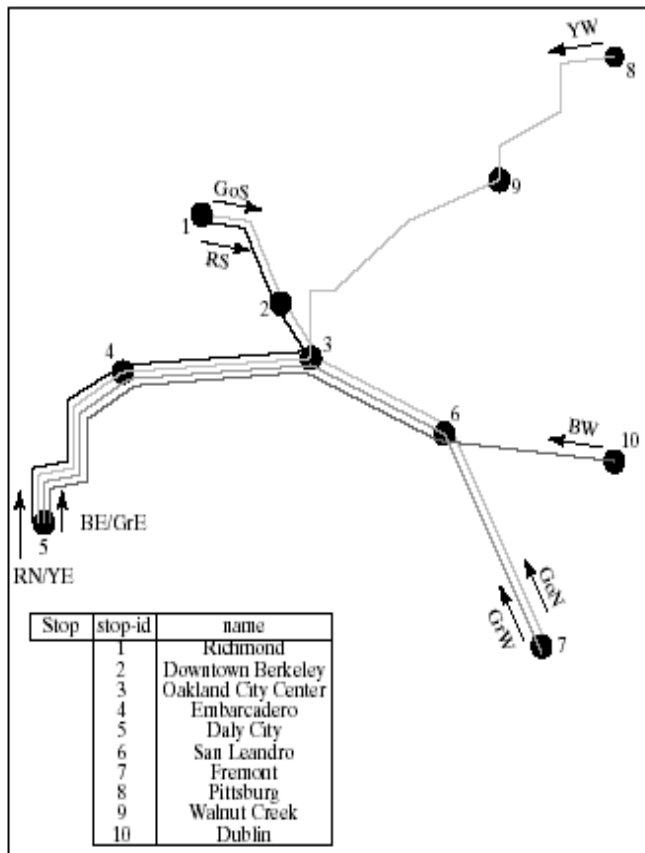 YW
8
9
GoS
1
RS
2
3
4
6
BW
10
5
BE/GrE
RN/YE
GoN
GrW
7
Stop stop-id name
1 Richmond
2 Downtown Berkeley
3 Oakland City Center
4 Embarcadero
5 Daly City
6 San Leandro
7 Fremont
8 Pittsburg
9 Walnut Creek
10 Dublin